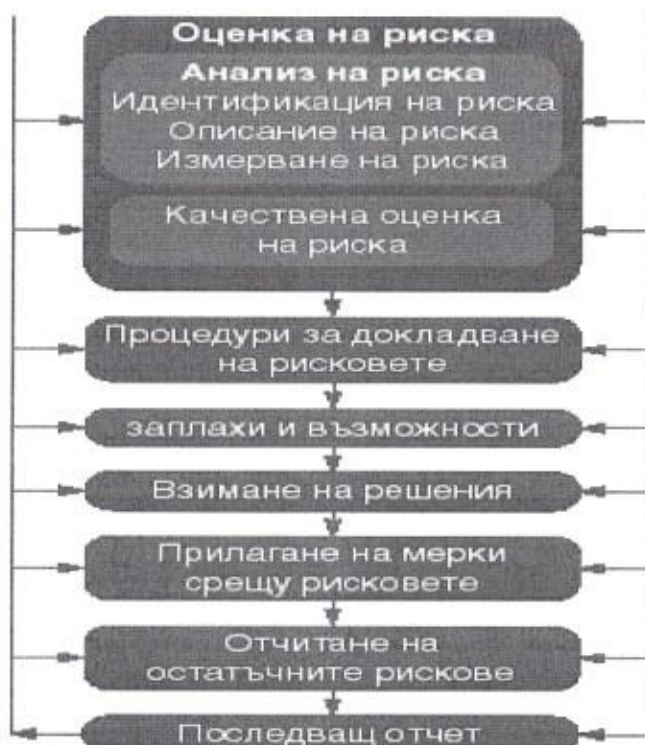 Оценка на риска
Анализ на риска
Идентификация на риска
Описание на риска
Измерване на риска
Качествена оценка
на риска
Процедури за докладване
на рисковете
заплахи и възможности
Взимане на решения
Прилагане на мерки
срещу рисковете
Отчитане на
остатъчните рискове
Последващ отчет